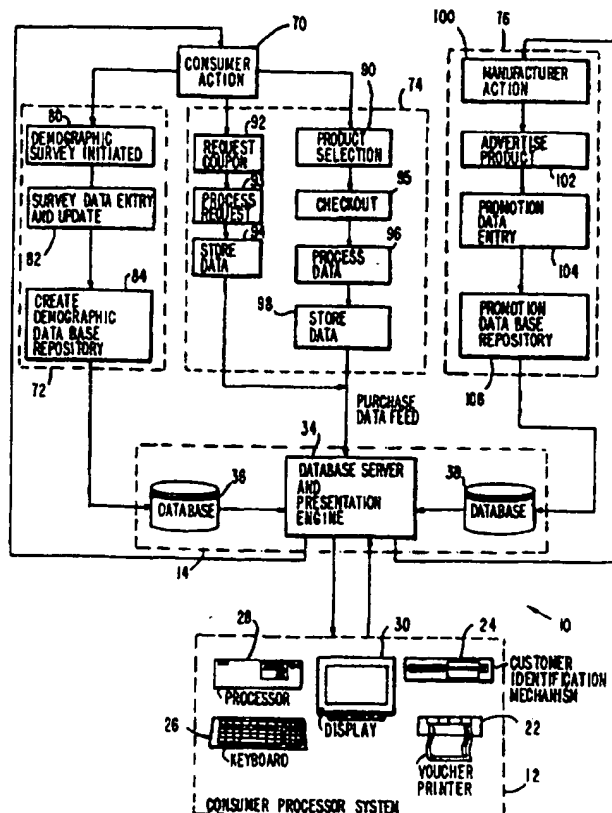 70
100
76
CONSUMER
ACTION
MANUFACTURER
ACTION
80
90
74
92
DEMOGRAPHIC
SURVEY INITIATED
REQUEST
COUPON
PRODUCT
SELECTION
ADVERTISE
PRODUCT
102
93
95
SURVEY DATA ENTRY
AND UPDATE
82
PROCESS
REQUEST
CHECKOUT
94
96
PROMOTION
DATA
ENTRY
104
STORE
DATA
PROCESS
DATA
84
98
CREATE
DEMOGRAPHIC
DATA BASE
REPOSITORY
72
STORE
DATA
PROMOTION
DATA BASE
REPOSITORY
106
PURCHASE
DATA FEED
34
36
38
DATABASE
DATABASE SERVER
AND
PRESENTATION
ENGINE
DATABASE
14
10
28
30
24
PROCESSOR
CUSTOMER
IDENTIFICATION
MECHANISM
26
DISPLAY
22
KEYBOARD
VOUCHER
PRINTER
12
CONSUMER PROCESSOR SYSTEM